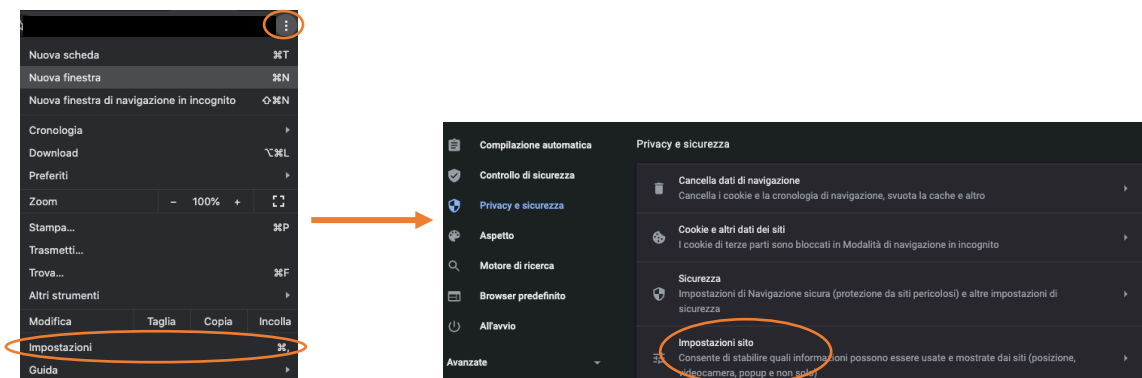 Nuova scheda ⌘T
Nuova finestra ⌘N
Nuova finestra di navigazione in incognito ⇧⌘N
Cronologia
Download ⌥⌘L
Preferiti
Zoom – 100% +
Stampa... ⌘P
Trasmetti...
Trova... ⌘F
Altri strumenti
Modifica Taglia Copia Incolla
Impostazioni ⌘,
Guida
Compilazione automatica
Controllo di sicurezza
Privacy e sicurezza
Aspetto
Motore di ricerca
Browser predefinito
All'avvio
Avanzate
Privacy e sicurezza
Cancella dati di navigazione
Cancella i cookie e la cronologia di navigazione, svuota la cache e altro
Cookie e altri dati dei siti
I cookie di terze parti sono bloccati in Modalità di navigazione in incognito
Sicurezza
Impostazioni di Navigazione sicura (protezione da siti pericolosi) e altre impostazioni di
sicurezza
Impostazioni sito
Consente di stabilire quali informazioni possono essere usate e mostrate dai siti (posizione,
videocamera, popup e non solo)